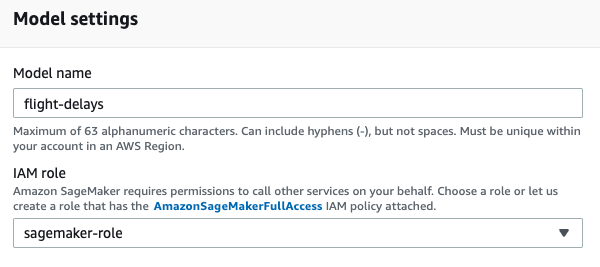 Model settings
Model name
flight-delays
Maximum of 63 alphanumeric characters. Can include hyphens (-), but not spaces. Must be unique within
your account in an AWS Region.
IAM role
Amazon SageMaker requires permissions to call other services on your behalf. Choose a role or let us
create a role that has the AmazonSageMakerFullAccess IAM policy attached.
sagemaker-role